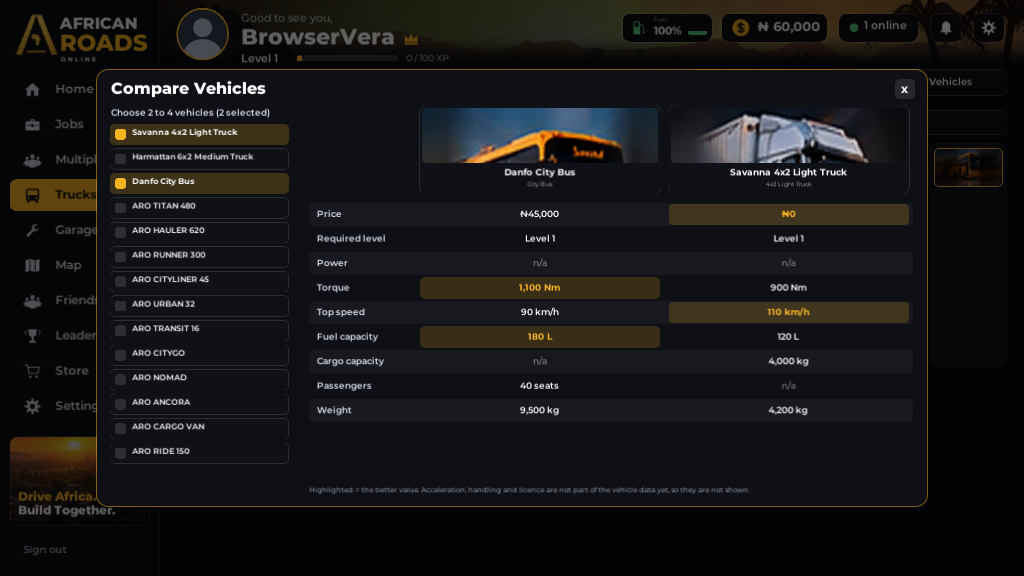 AFRICAN
ROADS
ONLINE
Good to see you,
BrowserVera
Level 1
0 / 100 XP
Fuel
100%
₦ 60,000
1 online
Home
Jobs
Multipl
Trucks
Garage
Map
Friends
Leader
Store
Setting
Drive Africa.
Build Together.
Sign out
Vehicles
Compare Vehicles
X
Choose 2 to 4 vehicles (2 selected)
Savanna 4x2 Light Truck
Harmattan 6x2 Medium Truck
Danfo City Bus
ARO TITAN 480
ARO HAULER 620
ARO RUNNER 300
ARO CITYLINER 45
ARO URBAN 32
ARO TRANSIT 16
ARO CITYGO
ARO NOMAD
ARO ANCORA
ARO CARGO VAN
ARO RIDE 150
Danfo City Bus
City Bus
Savanna 4x2 Light Truck
4x2 Light Truck
Price ₦45,000 ₦0
Required level Level 1 Level 1
Power n/a n/a
Torque 1,100 Nm 900 Nm
Top speed 90 km/h 110 km/h
Fuel capacity 180 L 120 L
Cargo capacity n/a 4,000 kg
Passengers 40 seats n/a
Weight 9,500 kg 4,200 kg
Highlighted = the better value. Acceleration, handling and licence are not part of the vehicle data yet, so they are not shown.